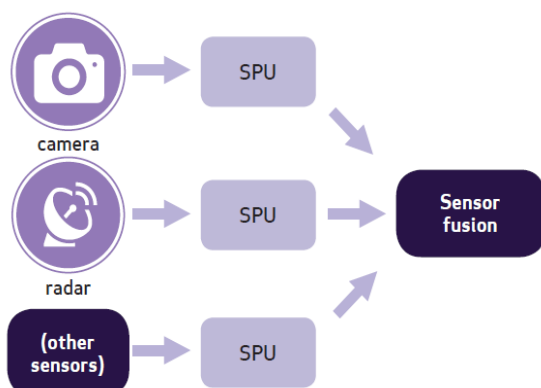 SPU
camera
SPU
Sensor
fusion
radar
(other
sensors)
SPU